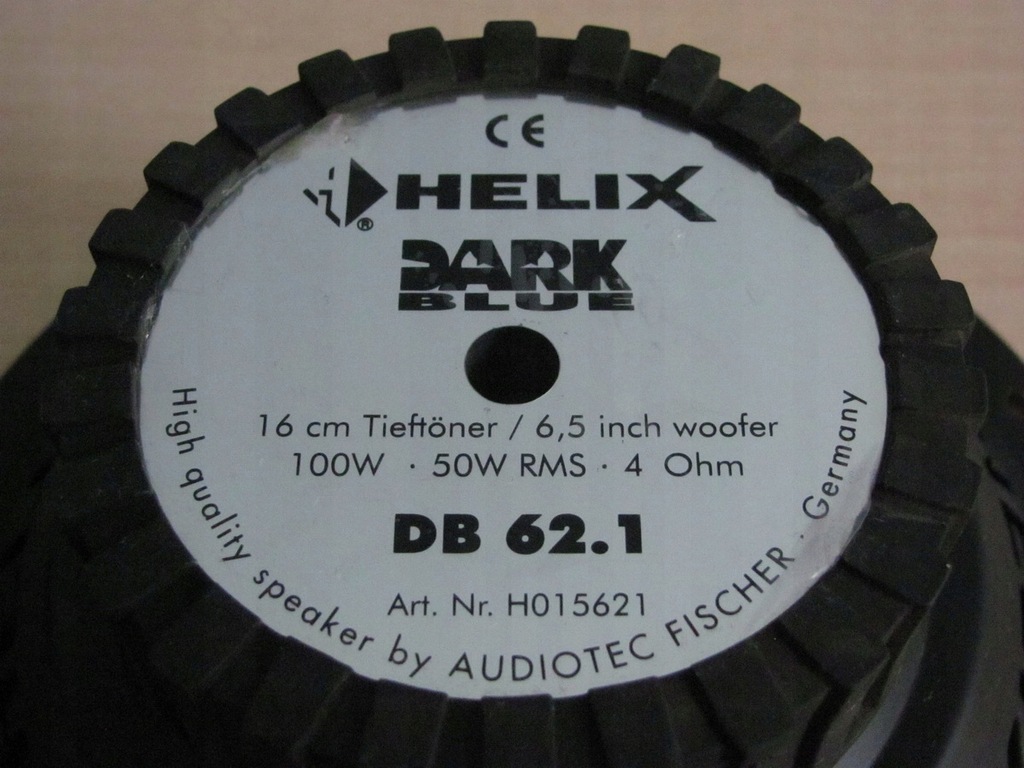 CE
HELIX
®
DARK
BLUE
16 cm Tieftöner / 6,5 inch woofer
100W · 50W RMS · 4 Ohm
DB 62.1
Art. Nr. H015621
High quality speaker by AUDIOTEC FISCHER · Germany